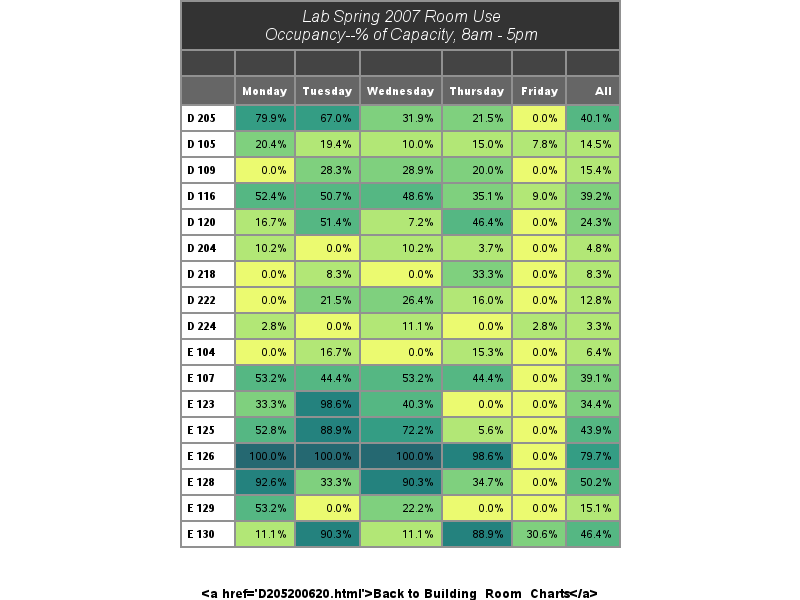 Lab Spring 2007 Room Use
Occupancy--% of Capacity, 8am - 5pm
Monday Tuesday Wednesday Thursday Friday All
D 205 79.9% 67.0% 31.9% 21.5% 0.0% 40.1%
D 105 20.4% 19.4% 10.0% 15.0% 7.8% 14.5%
D 109 0.0% 28.3% 28.9% 20.0% 0.0% 15.4%
D 116 52.4% 50.7% 48.6% 35.1% 9.0% 39.2%
D 120 16.7% 51.4% 7.2% 46.4% 0.0% 24.3%
D 204 10.2% 0.0% 10.2% 3.7% 0.0% 4.8%
D 218 0.0% 8.3% 0.0% 33.3% 0.0% 8.3%
D 222 0.0% 21.5% 26.4% 16.0% 0.0% 12.8%
D 224 2.8% 0.0% 11.1% 0.0% 2.8% 3.3%
E 104 0.0% 16.7% 0.0% 15.3% 0.0% 6.4%
E 107 53.2% 44.4% 53.2% 44.4% 0.0% 39.1%
E 123 33.3% 98.6% 40.3% 0.0% 0.0% 34.4%
E 125 52.8% 88.9% 72.2% 5.6% 0.0% 43.9%
E 126 100.0% 100.0% 100.0% 98.6% 0.0% 79.7%
E 128 92.6% 33.3% 90.3% 34.7% 0.0% 50.2%
E 129 53.2% 0.0% 22.2% 0.0% 0.0% 15.1%
E 130 11.1% 90.3% 11.1% 88.9% 30.6% 46.4%
<a href='D205200620.html'>Back to Building_Room_Charts</a>